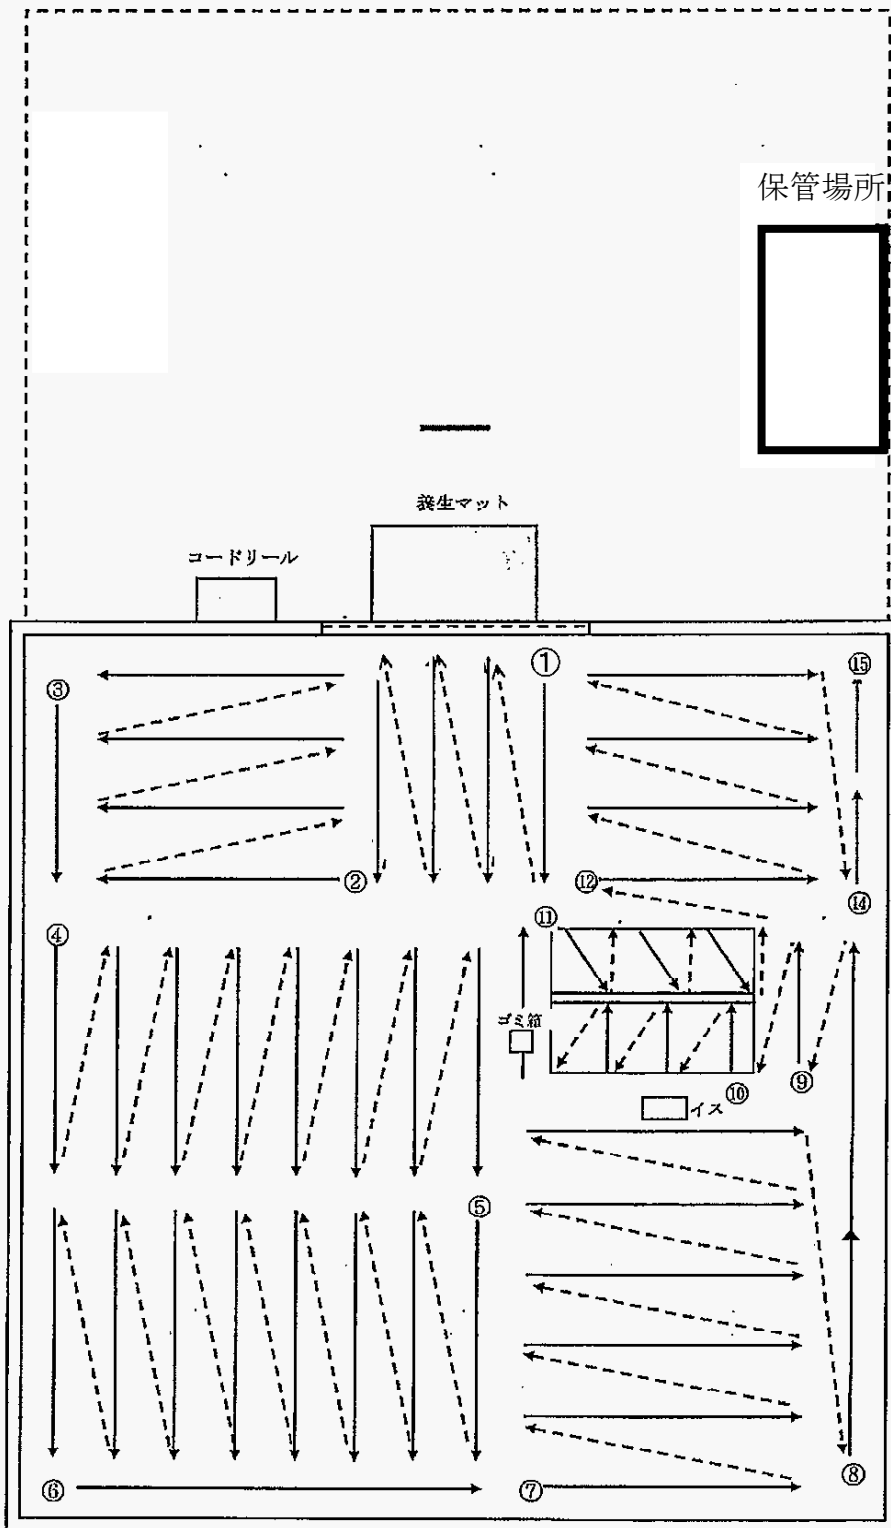 保管場所
養生マット
コードリール
①
⑮
③
②
⑫
⑭
⑪
④
ゴミ箱
⑨
⑩
イス
⑤
⑧
⑥
⑦